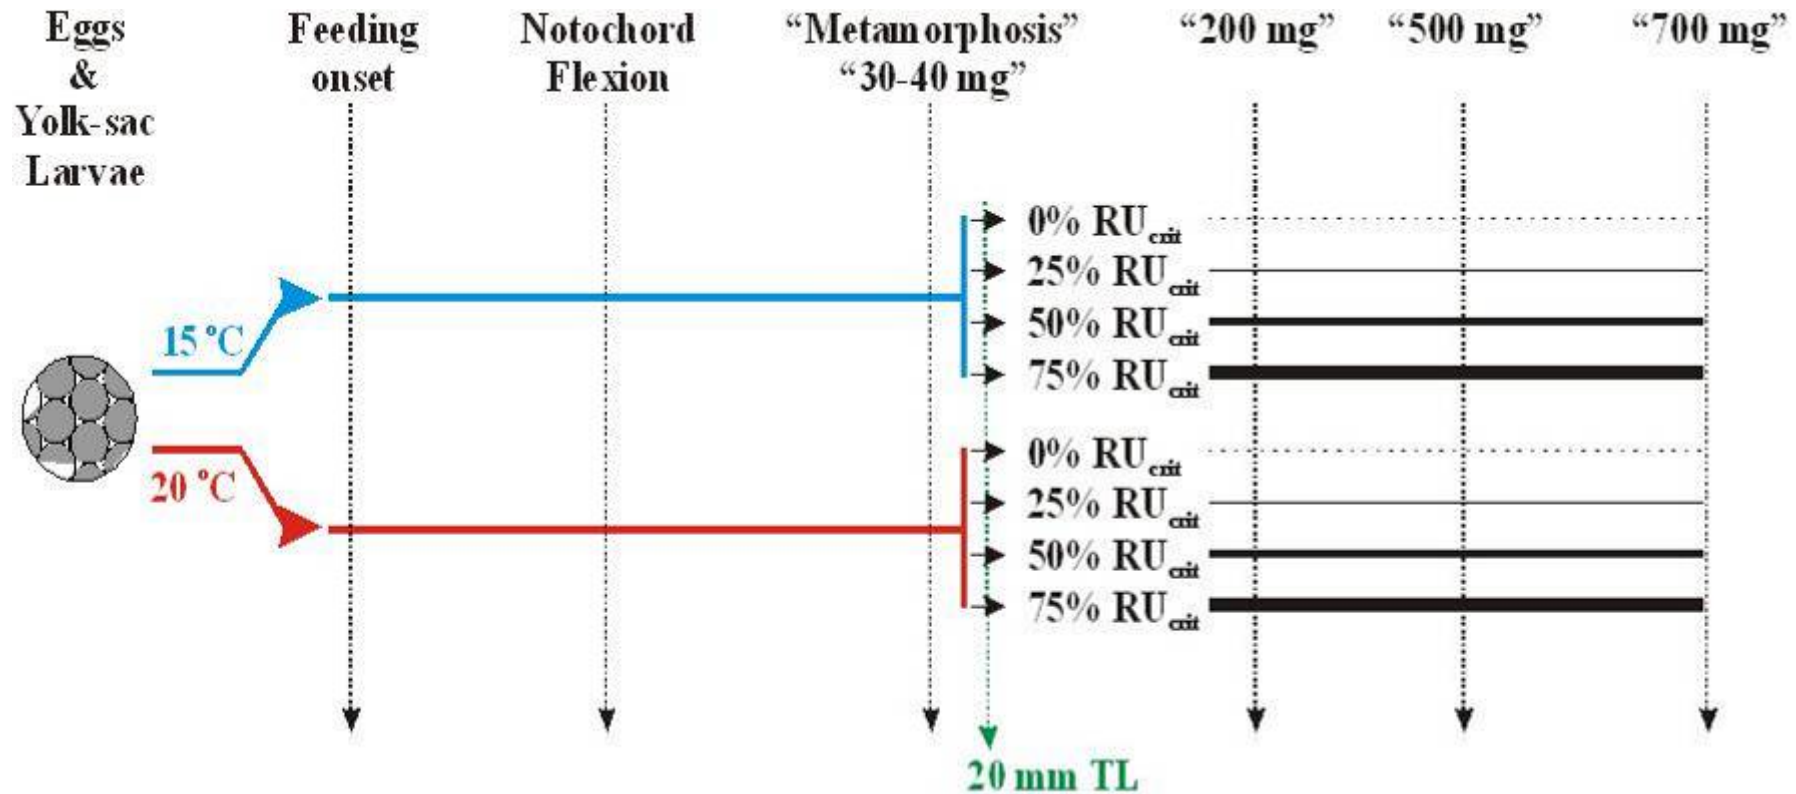 Eggs
&
Yolk-sac
Larvae
Feeding
onset
Notochord
Flexion
“Metamorphosis”
“30-40 mg”
“200 mg”
“500 mg”
“700 mg”
15 °C
20 °C
0% RUcrit
25% RUcrit
50% RUcrit
75% RUcrit
0% RUcrit
25% RUcrit
50% RUcrit
75% RUcrit
20 mm TL